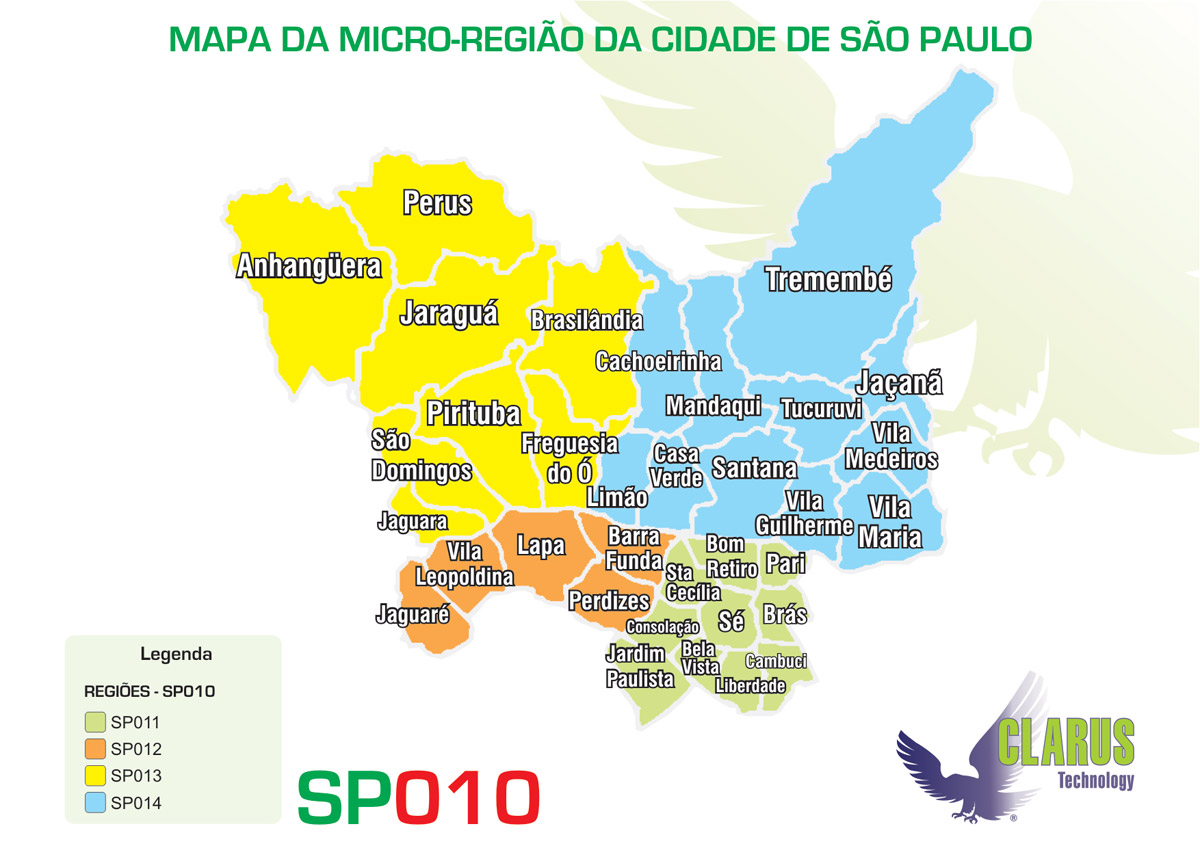 MAPA DA MICRO-REGIÃO DA CIDADE DE SÃO PAULO
Perus
Anhangüera
Tremembé
Jaraguá
Brasilândia
Cachoeirinha
Jaçanã
Mandaqui
Tucuruvi
Pirituba
São
Domingos
Freguesia
do Ó
Vila
Medeiros
Casa
Verde
Santana
Limão
Vila
Guilherme
Vila
Maria
Jaguara
Lapa
Barra
Funda
Bom
Retiro
Pari
Vila
Leopoldina
Sta
Cecília
Perdizes
Jaguaré
Consolação
Sé
Brás
Jardim
Paulista
Bela
Vista
Cambuci
Liberdade
Legenda
REGIÕES - SP010
SP011
SP012
SP013
SP014
SP010
CLARUS
Technology
®